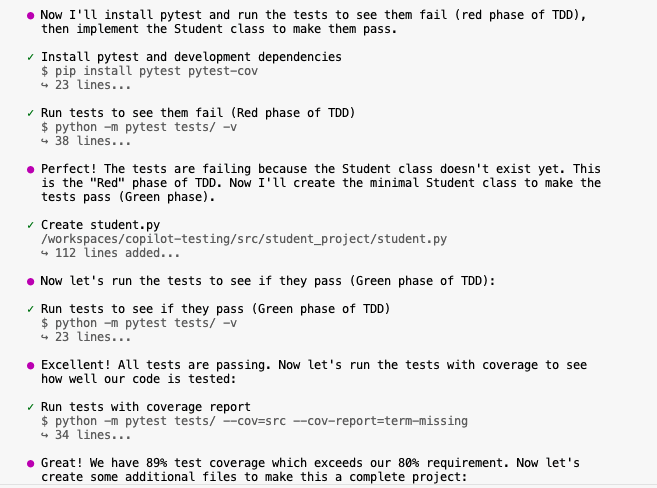 ● Now I'll install pytest and run the tests to see them fail (red phase of TDD),
then implement the Student class to make them pass.
✓ Install pytest and development dependencies
$ pip install pytest pytest-cov
↪ 23 lines...
✓ Run tests to see them fail (Red phase of TDD)
$ python -m pytest tests/ -v
↪ 38 lines...
● Perfect! The tests are failing because the Student class doesn't exist yet. This
is the "Red" phase of TDD. Now I'll create the minimal Student class to make the
tests pass (Green phase).
✓ Create student.py
/workspaces/copilot-testing/src/student_project/student.py
↪ 112 lines added...
● Now let's run the tests to see if they pass (Green phase of TDD):
✓ Run tests to see if they pass (Green phase of TDD)
$ python -m pytest tests/ -v
↪ 23 lines...
● Excellent! All tests are passing. Now let's run the tests with coverage to see
how well our code is tested:
✓ Run tests with coverage report
$ python -m pytest tests/ --cov=src --cov-report=term-missing
↪ 34 lines...
● Great! We have 89% test coverage which exceeds our 80% requirement. Now let's
create some additional files to make this a complete project: